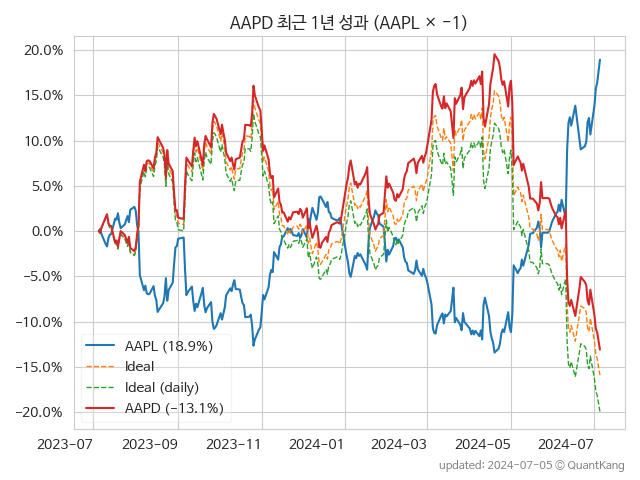 AAPD 최근 1년 성과 (AAPL × −1)
20.0%
15.0%
10.0%
5.0%
0.0%
−5.0%
−10.0%
−15.0%
−20.0%
AAPL (18.9%)
Ideal
Ideal (daily)
AAPD (−13.1%)
2023-07
2023-09
2023-11
2024-01
2024-03
2024-05
2024-07
updated: 2024-07-05 © QuantKang